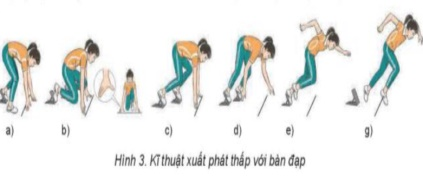 a) b) c) d) e) g)
Hình 3. Kĩ thuật xuất phát thấp với bàn đạp